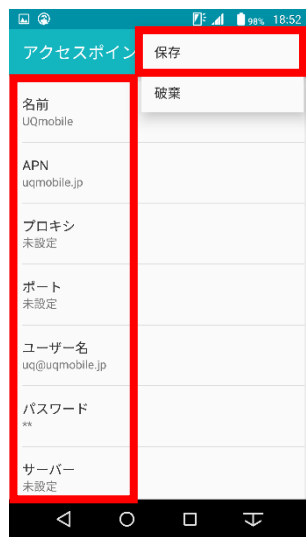 98% 18:52
アクセスポイン
保存
破棄
名前
UQmobile
APN
uqmobile.jp
プロキシ
未設定
ポート
未設定
ユーザー名
uq@uqmobile.jp
パスワード
**
サーバー
未設定